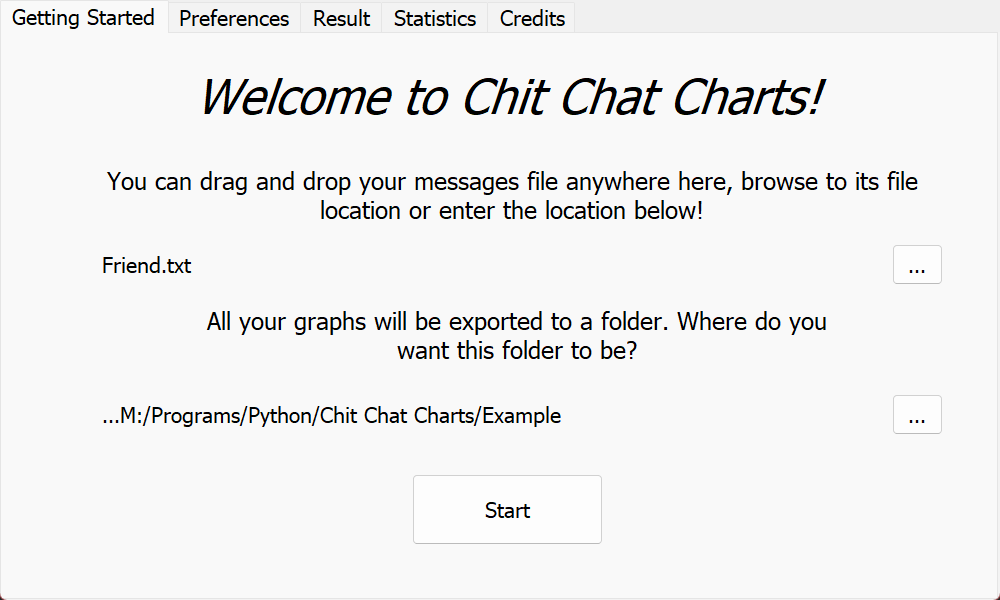 Getting Started Preferences Result Statistics Credits
Welcome to Chit Chat Charts!
You can drag and drop your messages file anywhere here, browse to its file
location or enter the location below!
Friend.txt ...
All your graphs will be exported to a folder. Where do you
want this folder to be?
...M:/Programs/Python/Chit Chat Charts/Example ...
Start